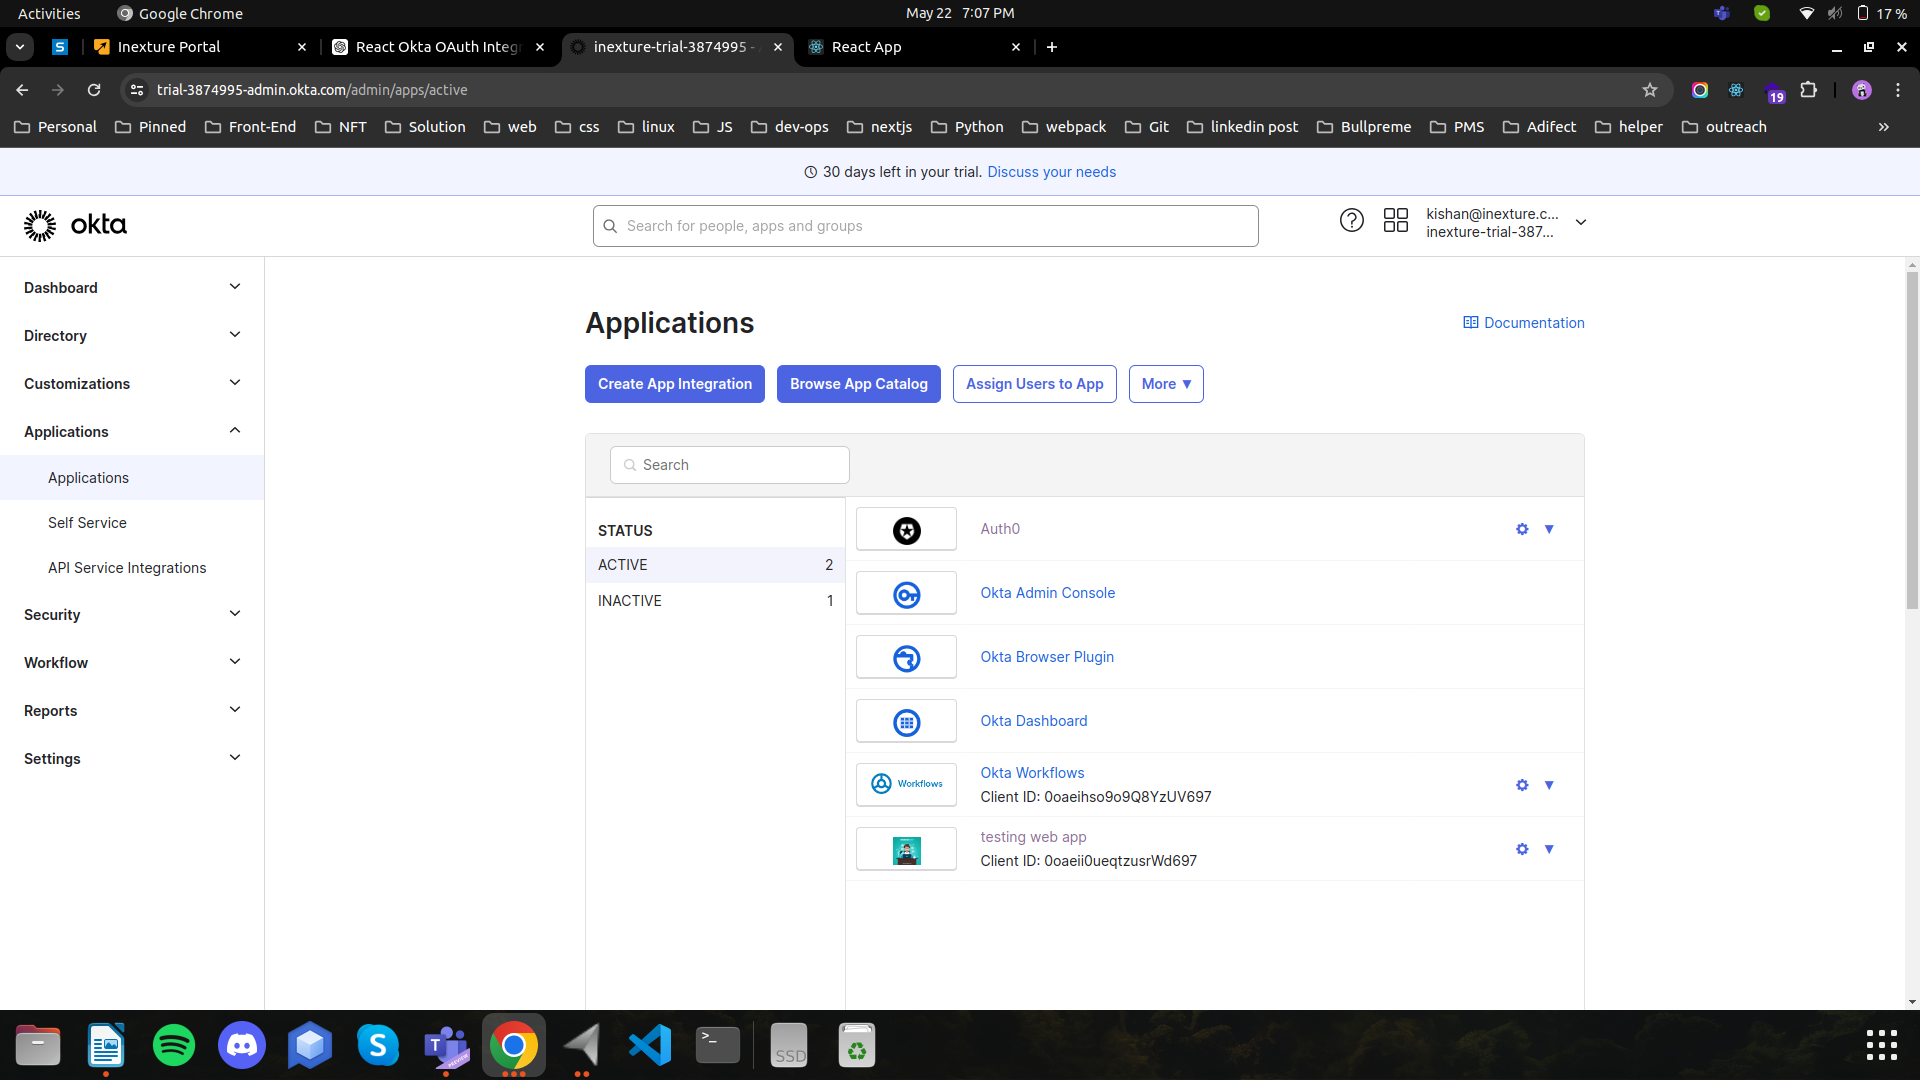 Activities
Google Chrome
May 22 7:07 PM
17 %
S
Inexture Portal
React Okta OAuth Integr
inexture-trial-3874995 -
React App
trial-3874995-admin.okta.com/admin/apps/active
19
Personal
Pinned
Front-End
NFT
Solution
web
css
linux
JS
dev-ops
nextjs
Python
webpack
Git
linkedin post
Bullpreme
PMS
Adifect
helper
outreach
30 days left in your trial. Discuss your needs
okta
Search for people, apps and groups
kishan@inexture.c...
inexture-trial-387...
Dashboard
Directory
Customizations
Applications
Applications
Self Service
API Service Integrations
Security
Workflow
Reports
Settings
Applications
Documentation
Create App Integration
Browse App Catalog
Assign Users to App
More ▼
Search
STATUS
ACTIVE 2
INACTIVE 1
Auth0
Okta Admin Console
Okta Browser Plugin
Okta Dashboard
Workflows
Okta Workflows
Client ID: 0oaeihso9o9Q8YzUV697
testing web app
Client ID: 0oaeii0ueqtzusrWd697
S
T
PREVIEW
>_
SSD